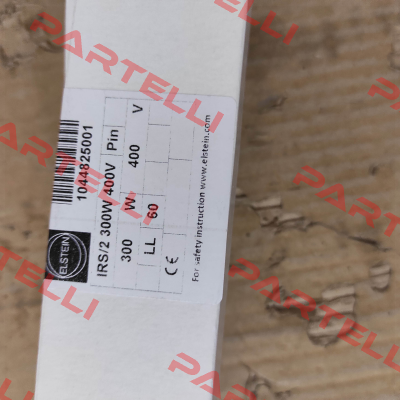 PARTELLI
ELSTEIN
1044825001
IRS/2 300W 400V Pin
300 W 400 V
LL 60
CE
For safety instruction www.elstein.com
PARTELLI
PARTELLI
PARTELLI
PARTELLI